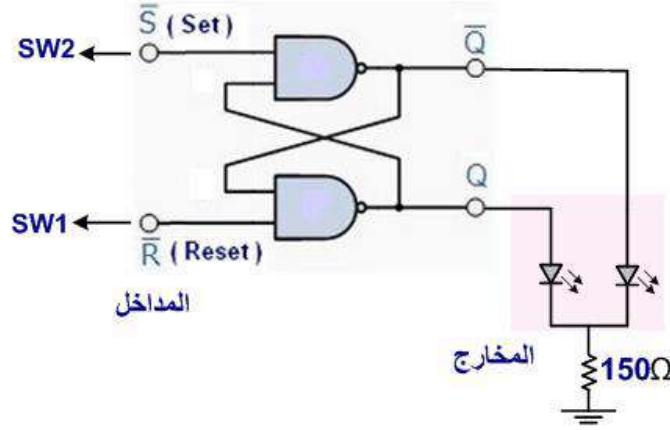 S̅ ( Set )
Q̅
SW2
Q
SW1
R̅ ( Reset )
المداخل
المخارج
150Ω